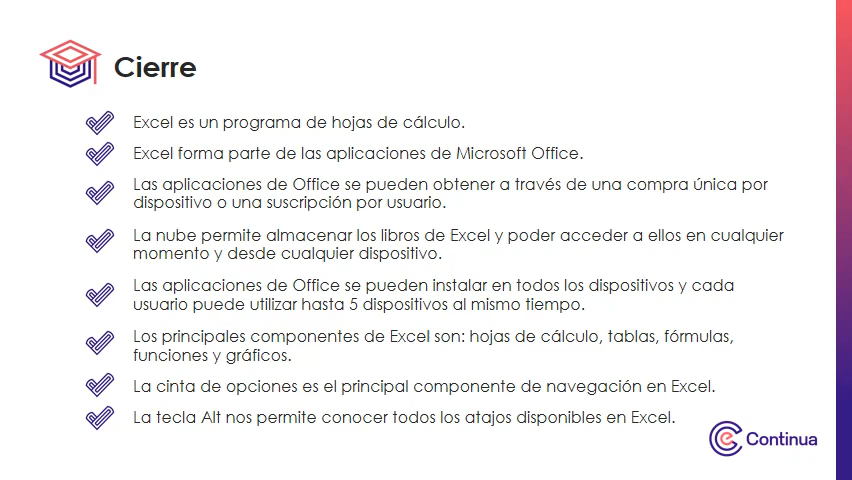 Cierre
Excel es un programa de hojas de cálculo.
Excel forma parte de las aplicaciones de Microsoft Office.
Las aplicaciones de Office se pueden obtener a través de una compra única por
dispositivo o una suscripción por usuario.
La nube permite almacenar los libros de Excel y poder acceder a ellos en cualquier
momento y desde cualquier dispositivo.
Las aplicaciones de Office se pueden instalar en todos los dispositivos y cada
usuario puede utilizar hasta 5 dispositivos al mismo tiempo.
Los principales componentes de Excel son: hojas de cálculo, tablas, fórmulas,
funciones y gráficos.
La cinta de opciones es el principal componente de navegación en Excel.
La tecla Alt nos permite conocer todos los atajos disponibles en Excel.
Continua